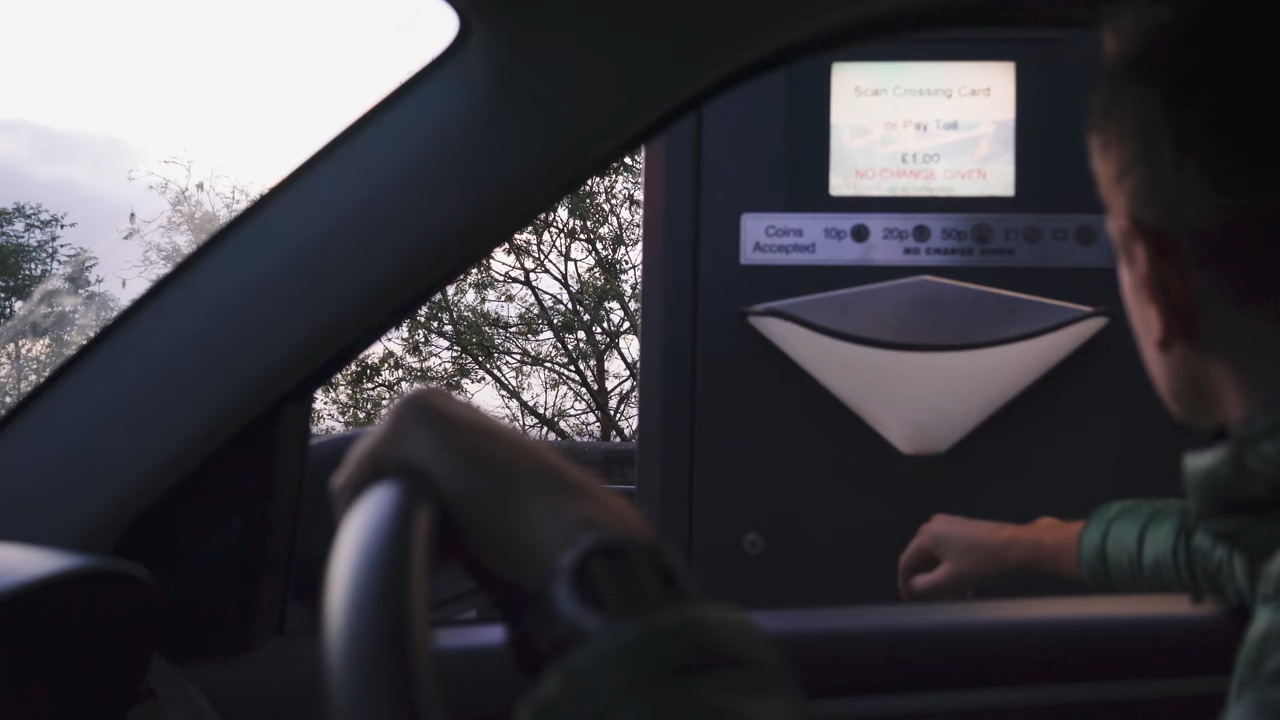 Scan Crossing Card
or Pay Toll
£1.00
NO CHANGE GIVEN
Coins Accepted 10p 20p 50p £1 £2
NO CHANGE GIVEN